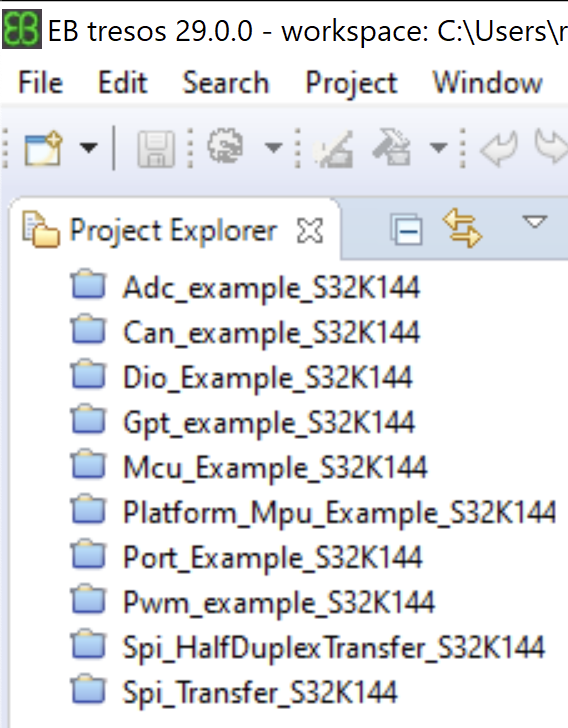 EB tresos 29.0.0 - workspace: C:\Users\r
File Edit Search Project Window
Project Explorer
Adc_example_S32K144
Can_example_S32K144
Dio_Example_S32K144
Gpt_example_S32K144
Mcu_Example_S32K144
Platform_Mpu_Example_S32K144
Port_Example_S32K144
Pwm_example_S32K144
Spi_HalfDuplexTransfer_S32K144
Spi_Transfer_S32K144